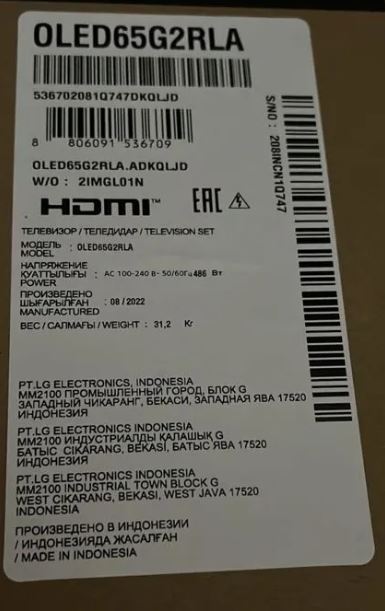 OLED65G2RLA
536702081Q747DKQLJD
8 806091 536709
OLED65G2RLA.ADKQLJD
W/O : 2IMGL01N
HDMI™ EAC
S/NO : 208INCN1Q747
ТЕЛЕВИЗОР / ТЕЛЕДИДАР / TELEVISION SET
МОДЕЛЬ
MODEL : OLED65G2RLA
НАПРЯЖЕНИЕ
ҚУАТТЫЛЫҒЫ : AC 100-240 В~ 50/60Гц 486 Вт
POWER
ПРОИЗВЕДЕНО
ШЫҒАРЫЛҒАН : 08 / 2022
MANUFACTURED
ВЕС / САЛМАҒЫ / WEIGHT : 31,2 Кг
PT.LG ELECTRONICS, INDONESIA
MM2100 ПРОМЫШЛЕННЫЙ ГОРОД, БЛОК G
ЗАПАДНЫЙ ЧИКАРАНГ, БЕКАСИ, ЗАПАДНАЯ ЯВА 17520
ИНДОНЕЗИЯ
PT.LG ELECTRONICS INDONESIA
MM2100 ИНДУСТРИАЛДЫ ҚАЛАШЫҚ G
БАТЫС CIKARANG, BEKASI, БАТЫС ЯВА 17520
ИНДОНЕЗИЯ
PT.LG ELECTRONICS INDONESIA
MM2100 INDUSTRIAL TOWN BLOCK G
WEST CIKARANG, BEKASI, WEST JAVA 17520
INDONESIA
ПРОИЗВЕДЕНО В ИНДОНЕЗИИ
/ ИНДОНЕЗИЯДА ЖАСАЛҒАН
/ MADE IN INDONESIA